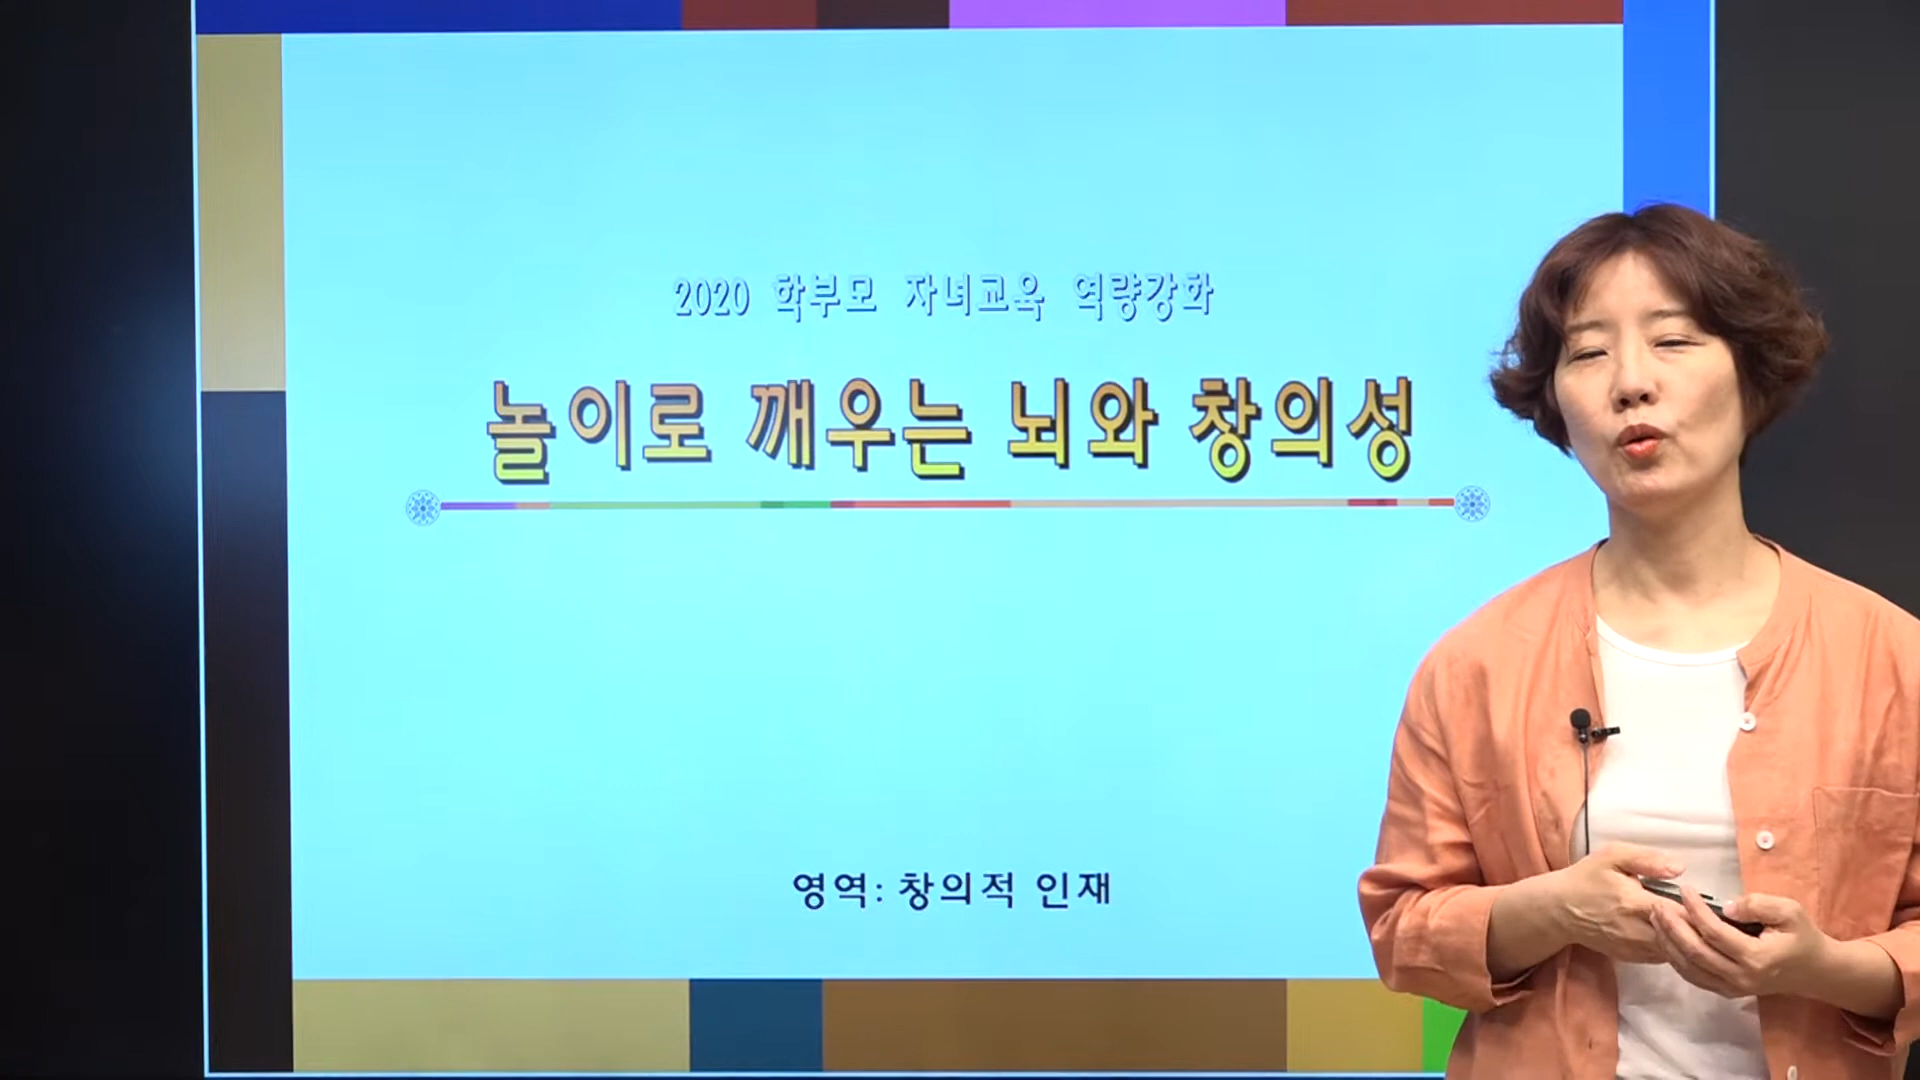 2020 학부모 자녀교육 역량강화
놀이로 깨우는 뇌와 창의성
영역: 창의적 인재